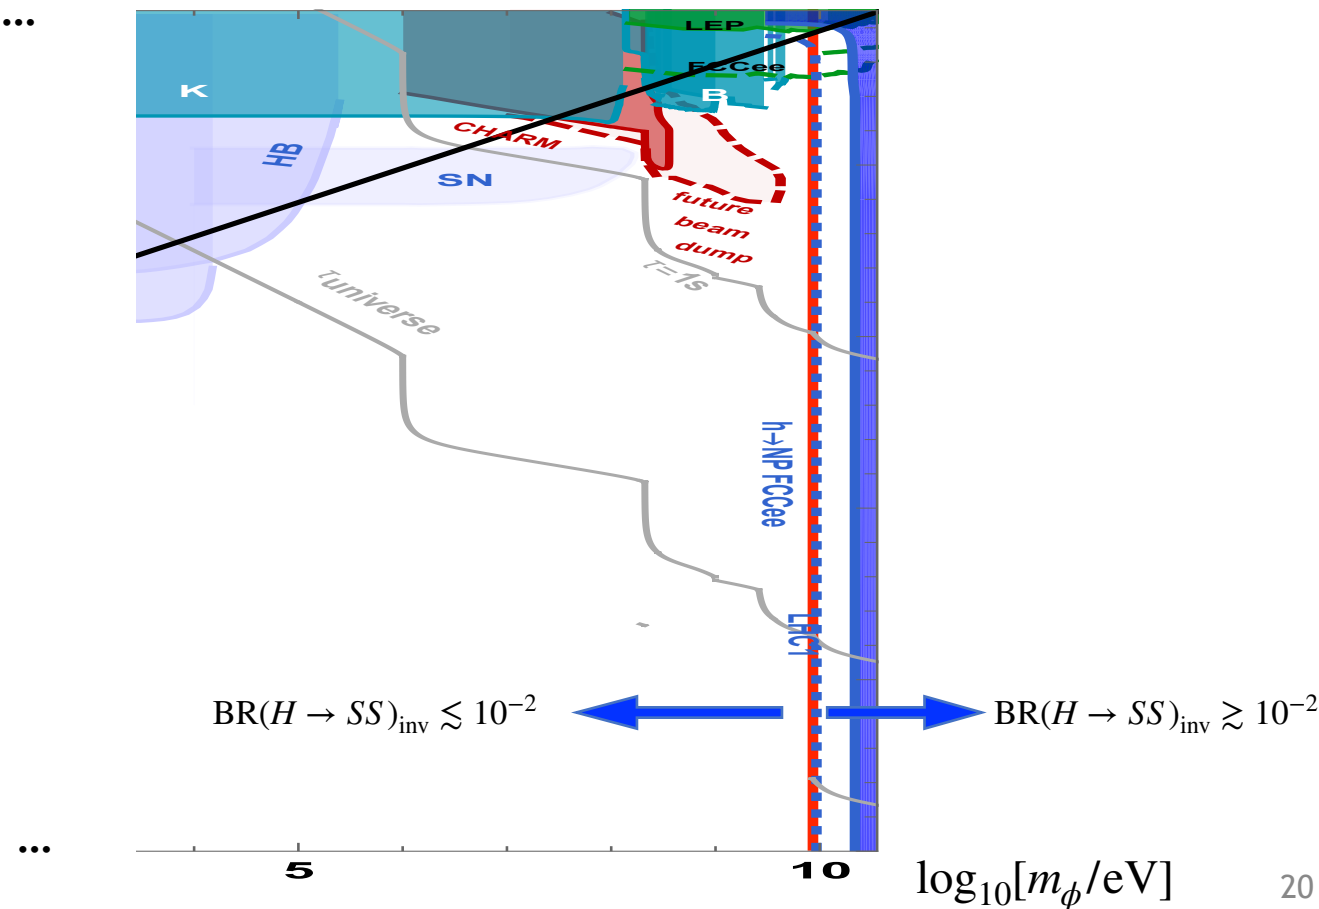 ...
LEP
FCCee
K
B
CHARM
HB
SN
future
beam
dump
τ=1s
τuniverse
h→NP FCCee
LHC1
BR(H → SS)inv ≲ 10⁻²
BR(H → SS)inv ≳ 10⁻²
...
5
10
log₁₀[mϕ/eV]
20